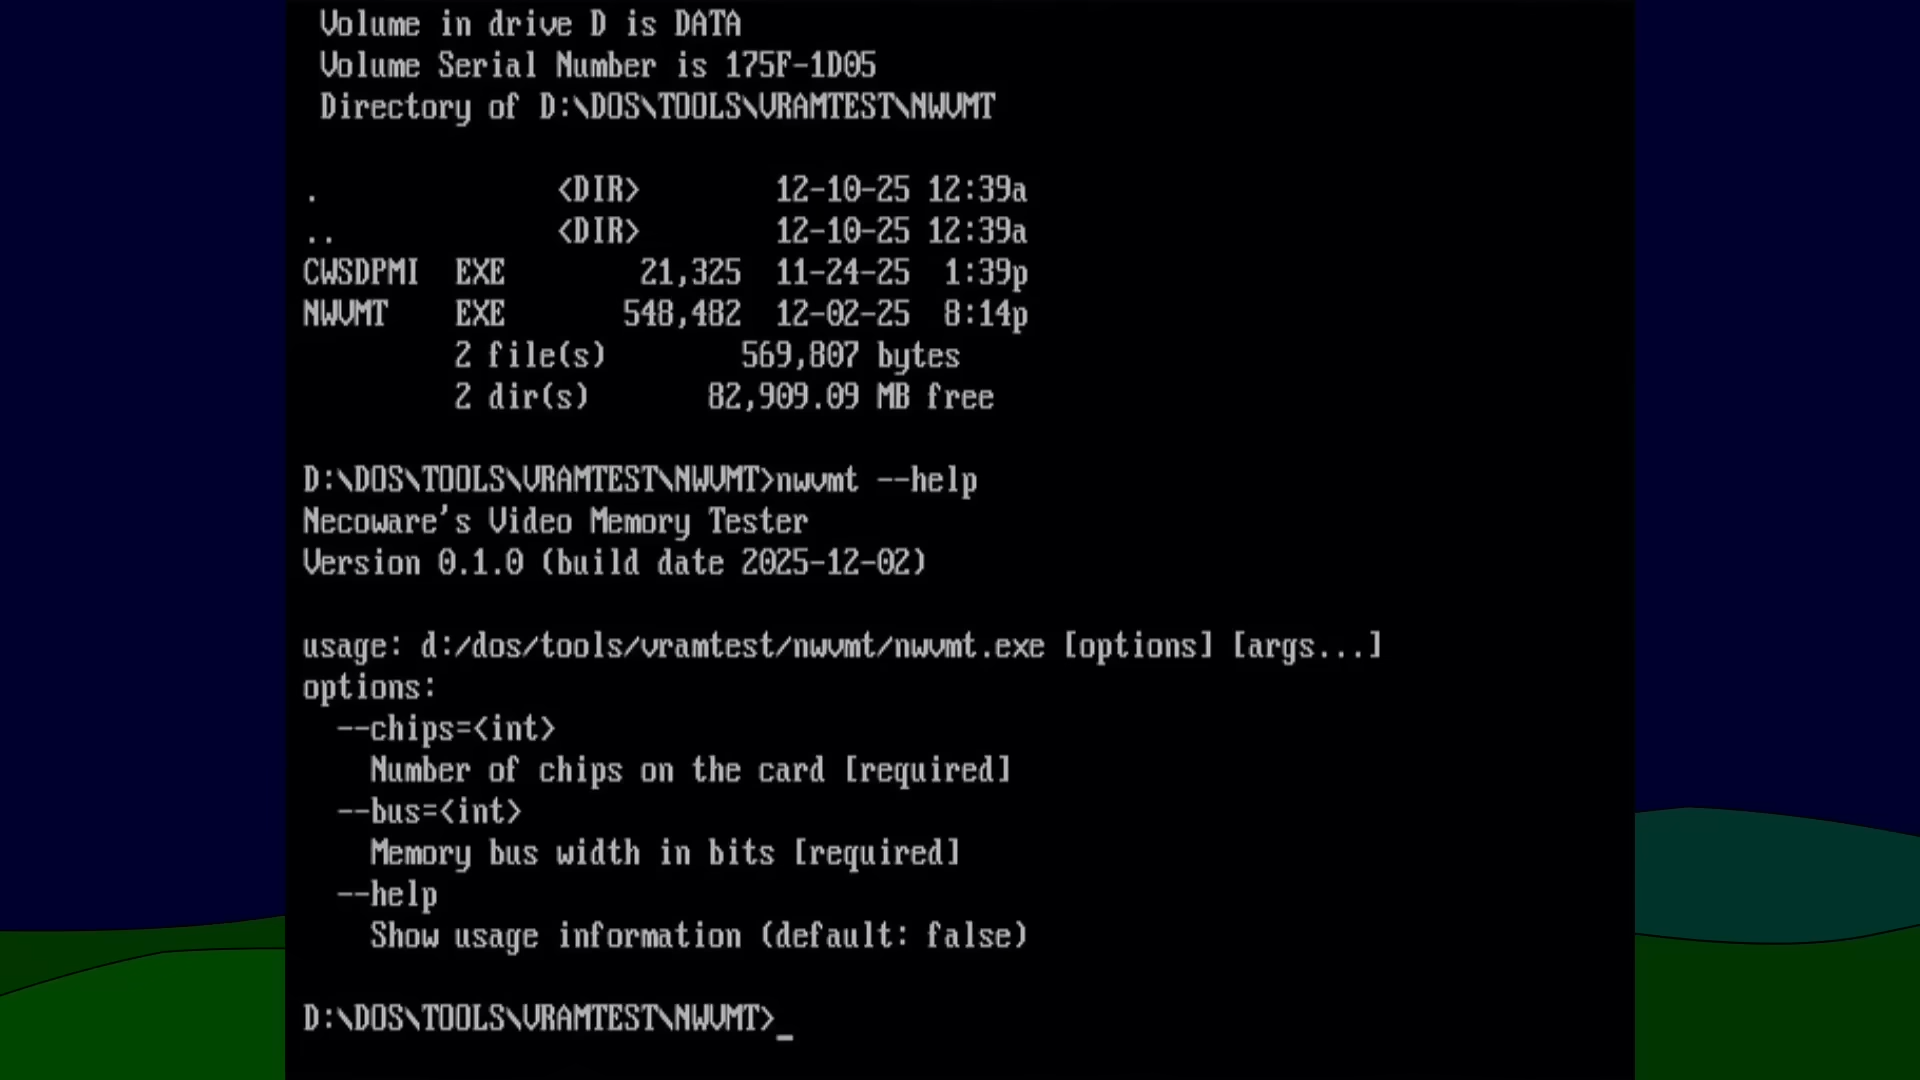 Volume in drive D is DATA
Volume Serial Number is 175F-1D05
Directory of D:\DOS\TOOLS\VRAMTEST\NWVMT
. <DIR> 12-10-25 12:39a
.. <DIR> 12-10-25 12:39a
CWSDPMI EXE 21,325 11-24-25 1:39p
NWVMT EXE 548,482 12-02-25 8:14p
2 file(s) 569,807 bytes
2 dir(s) 82,909.09 MB free
D:\DOS\TOOLS\VRAMTEST\NWVMT>nwvmt --help
Necoware's Video Memory Tester
Version 0.1.0 (build date 2025-12-02)
usage: d:/dos/tools/vramtest/nwvmt/nwvmt.exe [options] [args...]
options:
--chips=<int>
Number of chips on the card [required]
--bus=<int>
Memory bus width in bits [required]
--help
Show usage information (default: false)
D:\DOS\TOOLS\VRAMTEST\NWVMT>_